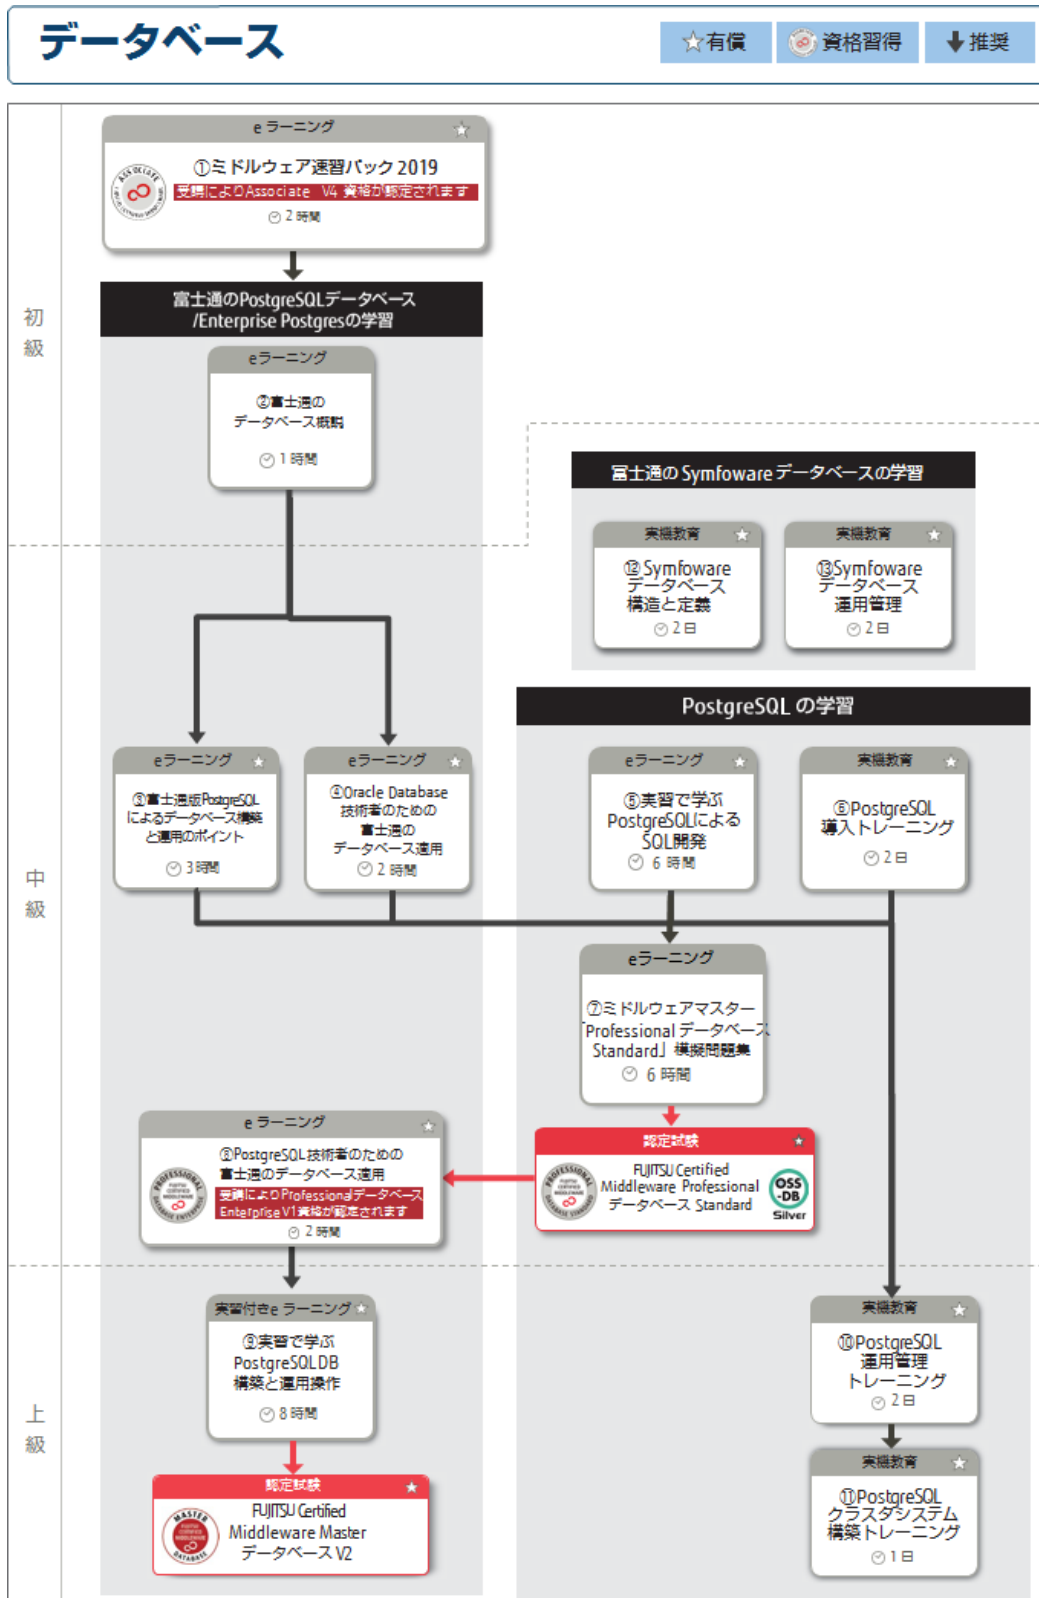 データベース
☆有償
資格習得
推奨
初級
eラーニング ☆
①ミドルウェア速習パック2019
受講によりAssociate V4 資格が認定されます
2時間
富士通のPostgreSQLデータベース
/Enterprise Postgresの学習
eラーニング
②富士通の
データベース概説
1時間
富士通の Symfoware データベースの学習
実機教育 ☆
⑫Symfoware
データベース
構造と定義
2日
実機教育 ☆
⑬Symfoware
データベース
運用管理
2日
中級
eラーニング ☆
③富士通版PostgreSQL
によるデータベース構築
と運用のポイント
3時間
eラーニング ☆
④Oracle Database
技術者のための
富士通の
データベース適用
2時間
PostgreSQL の学習
eラーニング ☆
⑤実習で学ぶ
PostgreSQLによる
SQL開発
6時間
実機教育 ☆
⑥PostgreSQL
導入トレーニング
2日
eラーニング
⑦ミドルウェアマスター
「Professional データベース
Standard」模擬問題集
6時間
認定試験 ★
FUJITSU Certified
Middleware Professional
データベース Standard
OSS
-DB
Silver
eラーニング ☆
⑧PostgreSQL技術者のための
富士通のデータベース適用
受講によりProfessionalデータベース
Enterprise V1資格が認定されます
2時間
上級
実習付きeラーニング ☆
⑨実習で学ぶ
PostgreSQLDB
構築と運用操作
8時間
認定試験 ★
FUJITSU Certified
Middleware Master
データベース V2
MASTER
DATABASE
実機教育 ☆
⑩PostgreSQL
運用管理
トレーニング
2日
実機教育 ☆
⑪PostgreSQL
クラスタシステム
構築トレーニング
1日